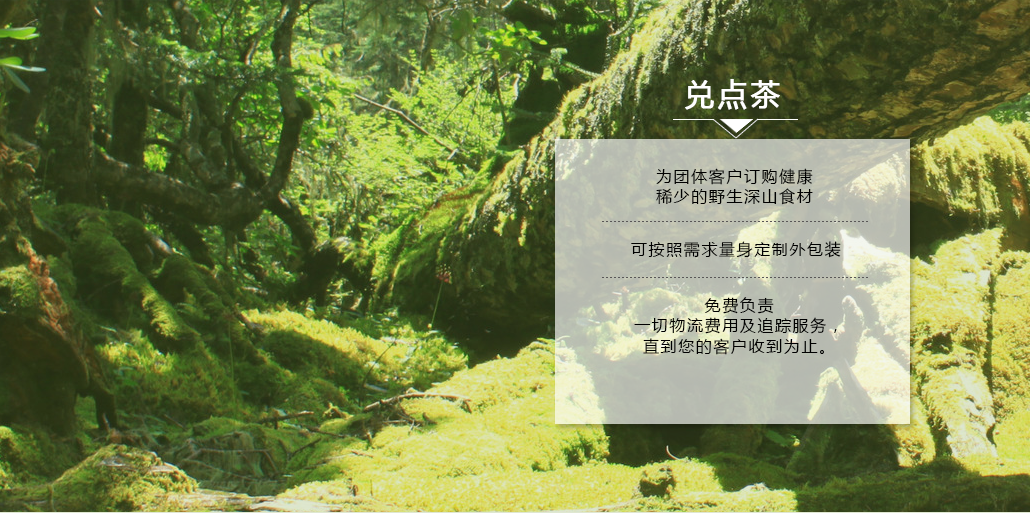 兑点茶
为团体客户订购健康
稀少的野生深山食材
可按照需求量身定制外包装
免费负责
一切物流费用及追踪服务，
直到您的客户收到为止。